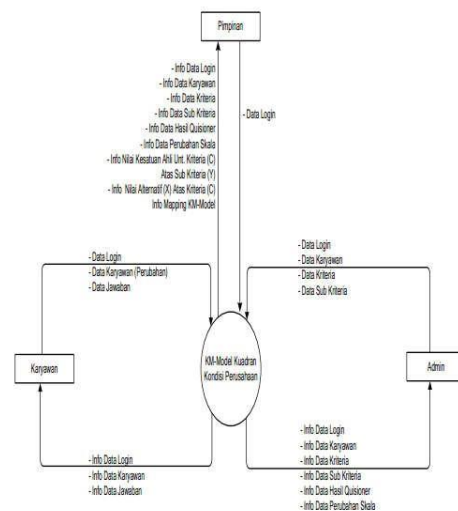 Pimpinan
- Info Data Login
- Info Data Karyawan
- Info Data Kriteria
- Info Data Sub Kriteria
- Info Data Hasil Quisioner
- Info Data Perubahan Skala
- Info Nilai Kesatuan Ahli Unt. Kriteria (C)
Atas Sub Kriteria (Y)
- Info Nilai Alternatif (X) Atas Kriteria (C)
Info Mapping KM-Model
- Data Login
- Data Login
- Data Karyawan (Perubahan)
- Data Jawaban
- Data Login
- Data Karyawan
- Data Kriteria
- Data Sub Kriteria
Karyawan
KM-Model Kuadran
Kondisi Perusahaan
Admin
- Info Data Login
- Info Data Karyawan
- Info Data Jawaban
- Info Data Login
- Info Data Karyawan
- Info Data Kriteria
- Info Data Sub Kriteria
- Info Data Hasil Quisioner
- Info Data Perubahan Skala